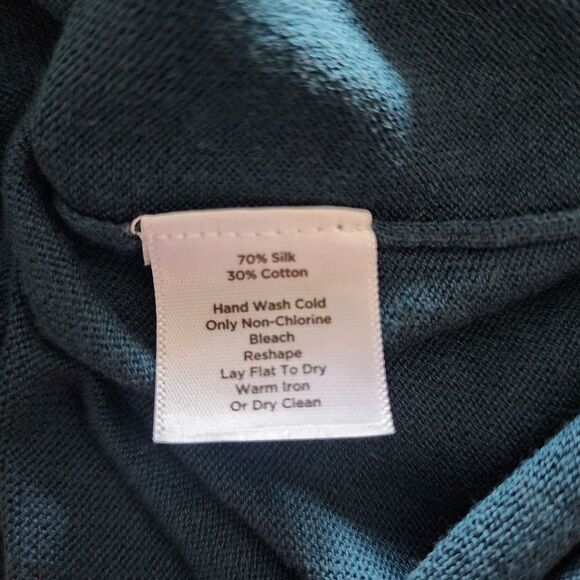 70% Silk
30% Cotton
Hand Wash Cold
Only Non-Chlorine
Bleach
Reshape
Lay Flat To Dry
Warm Iron
Or Dry Clean